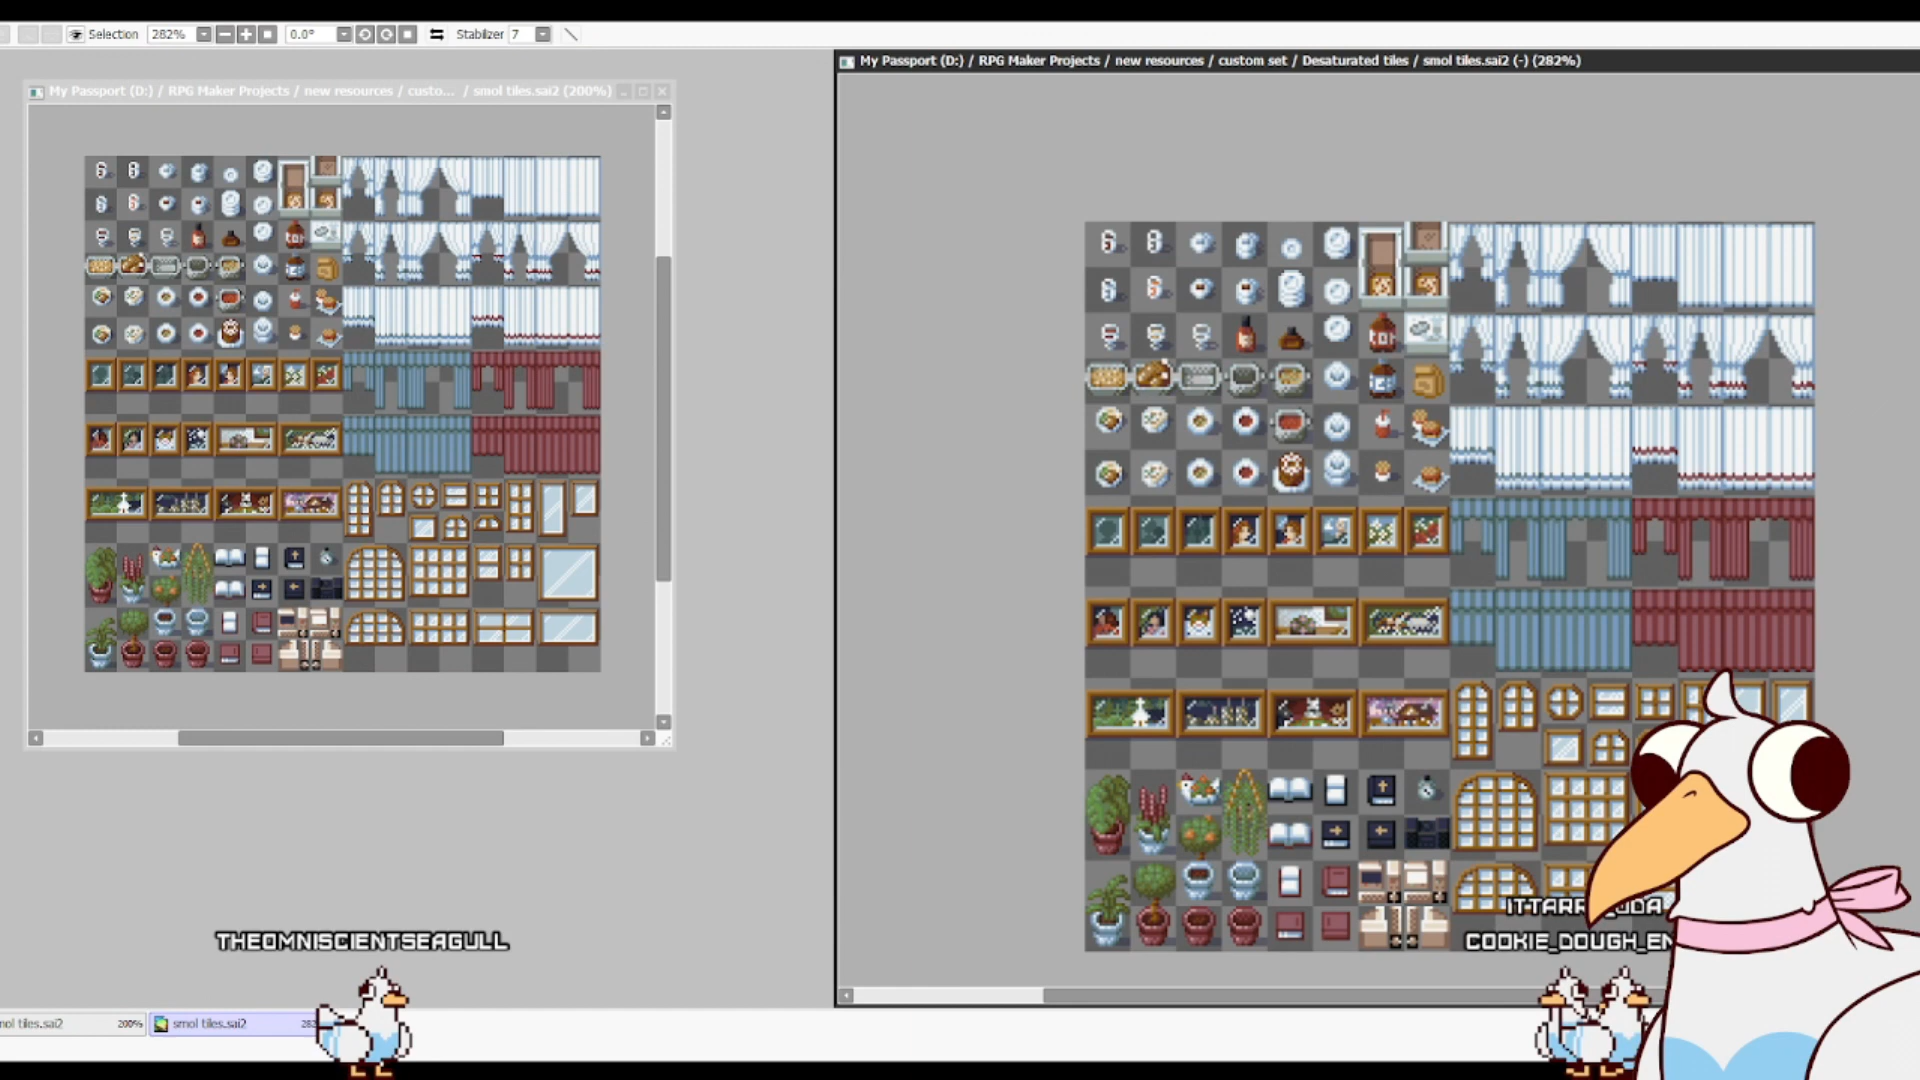 Selection 282% 0.0° Stabilizer 7
My Passport (D:) / RPG Maker Projects / new resources / custom set / Desaturated tiles / smol tiles.sai2 (-) (282%)
My Passport (D:) / RPG Maker Projects / new resources / custo... / smol tiles.sai2 (200%)
THEOMNISCIENTSEAGULL
COOKIE_DOUGH_EN
mol tiles.sai2 200% smol tiles.sai2 282